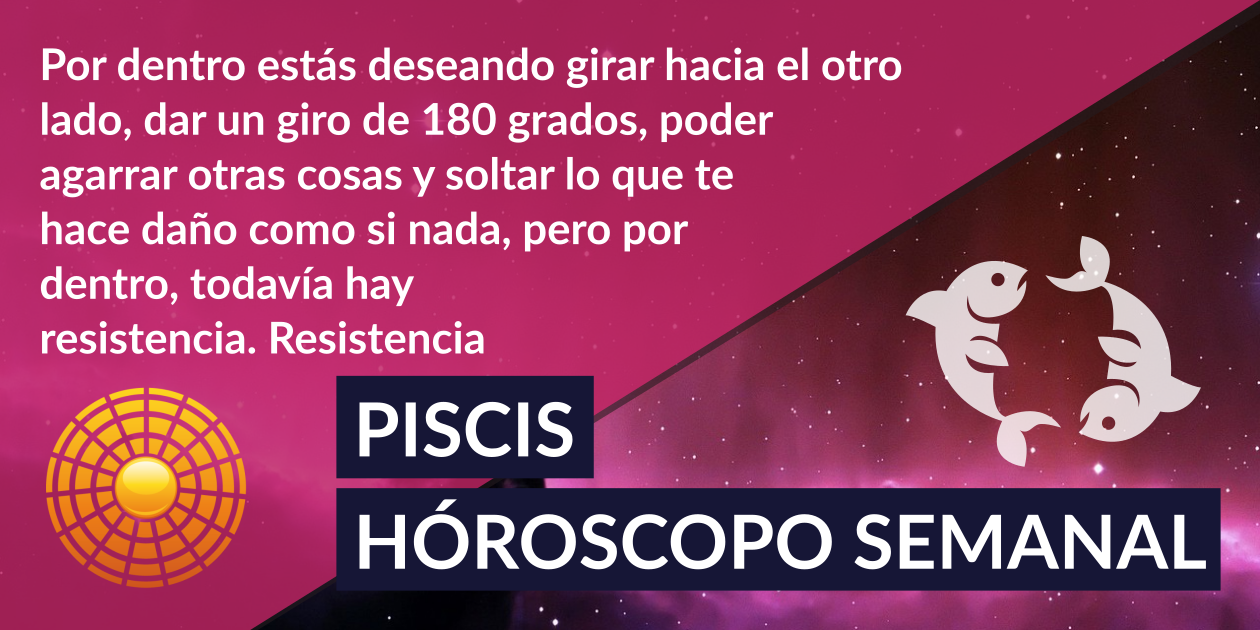 Por dentro estás deseando girar hacia el otro
lado, dar un giro de 180 grados, poder
agarrar otras cosas y soltar lo que te
hace daño como si nada, pero por
dentro, todavía hay
resistencia. Resistencia
PISCIS
HÓROSCOPO SEMANAL